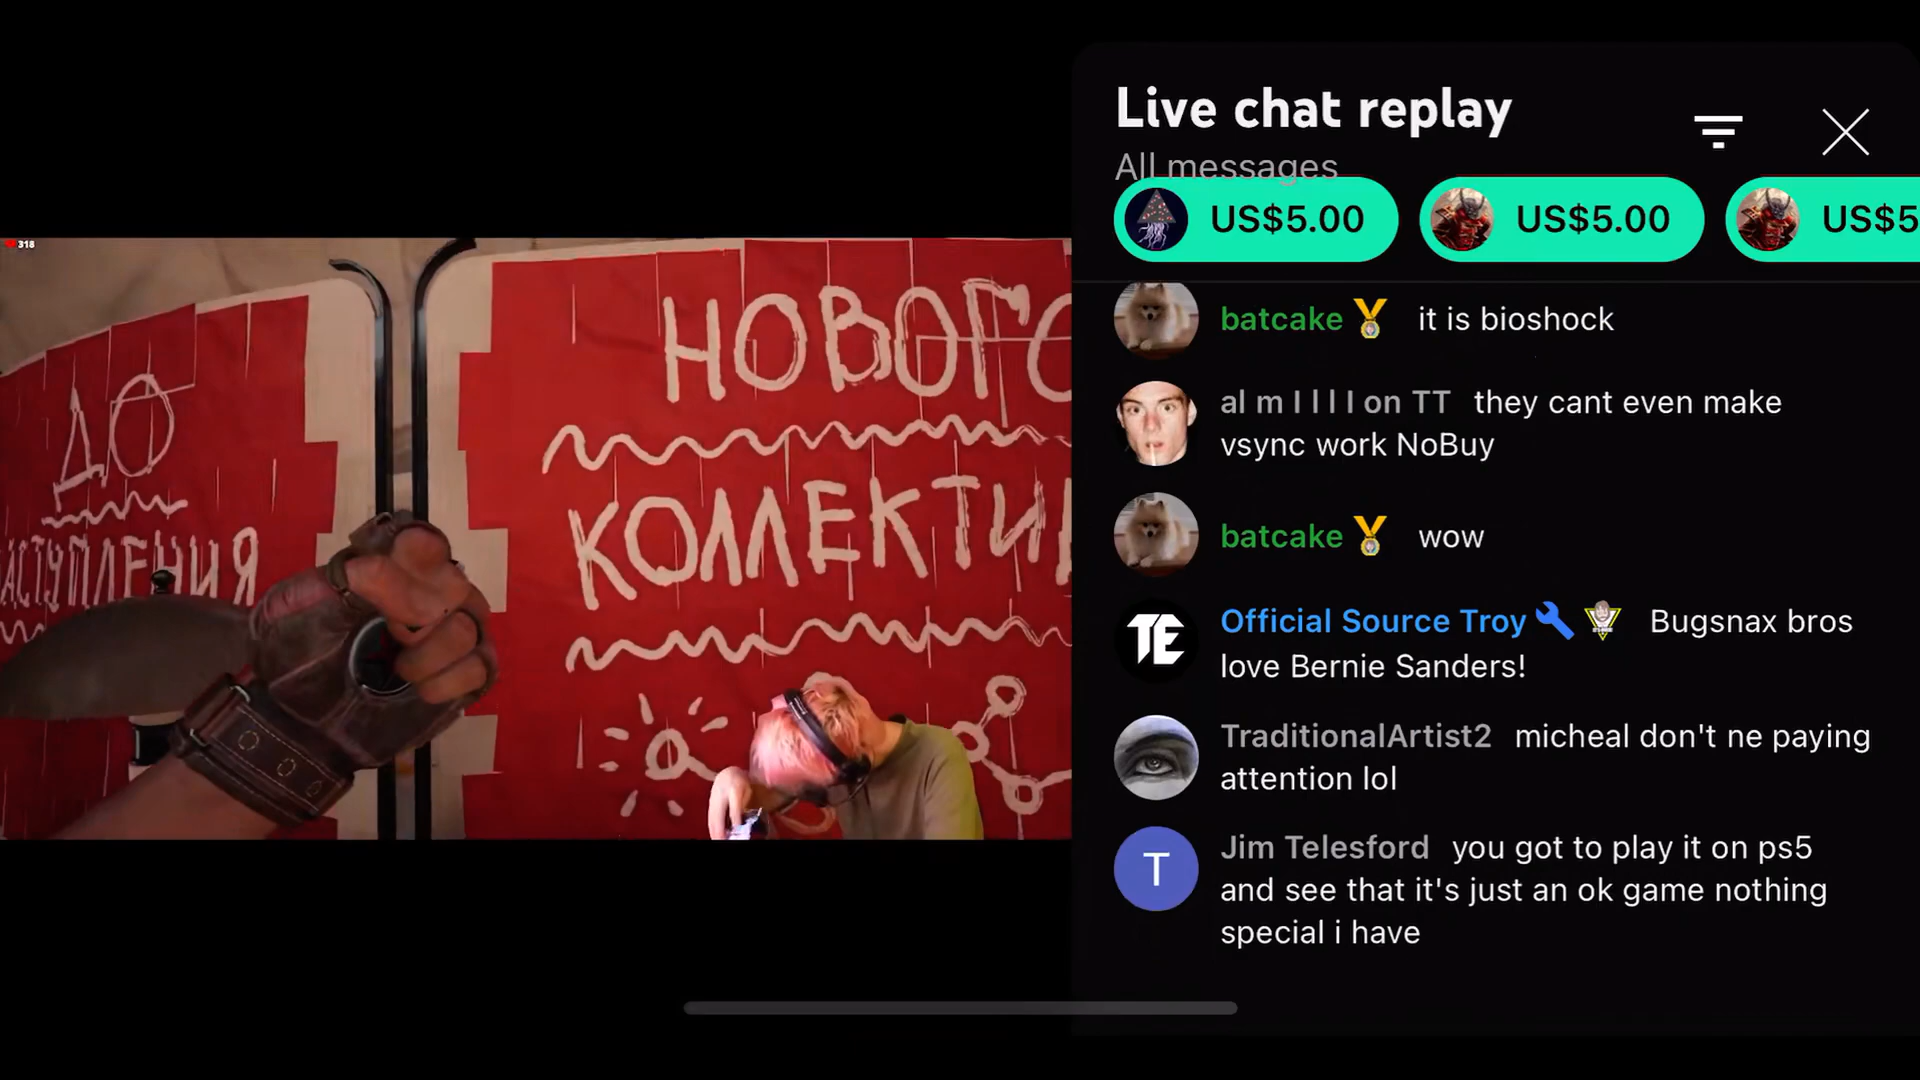 318
ДО
НОВОГО
КОЛЛЕКТИ
АСТУПЛЕНИЯ
Live chat replay
All messages
US$5.00
US$5.00
US$5
batcake it is bioshock
al m I I I I on TT they cant even make
vsync work NoBuy
batcake wow
TE
Official Source Troy Bugsnax bros
love Bernie Sanders!
TraditionalArtist2 micheal don't ne paying
attention lol
T
Jim Telesford you got to play it on ps5
and see that it's just an ok game nothing
special i have